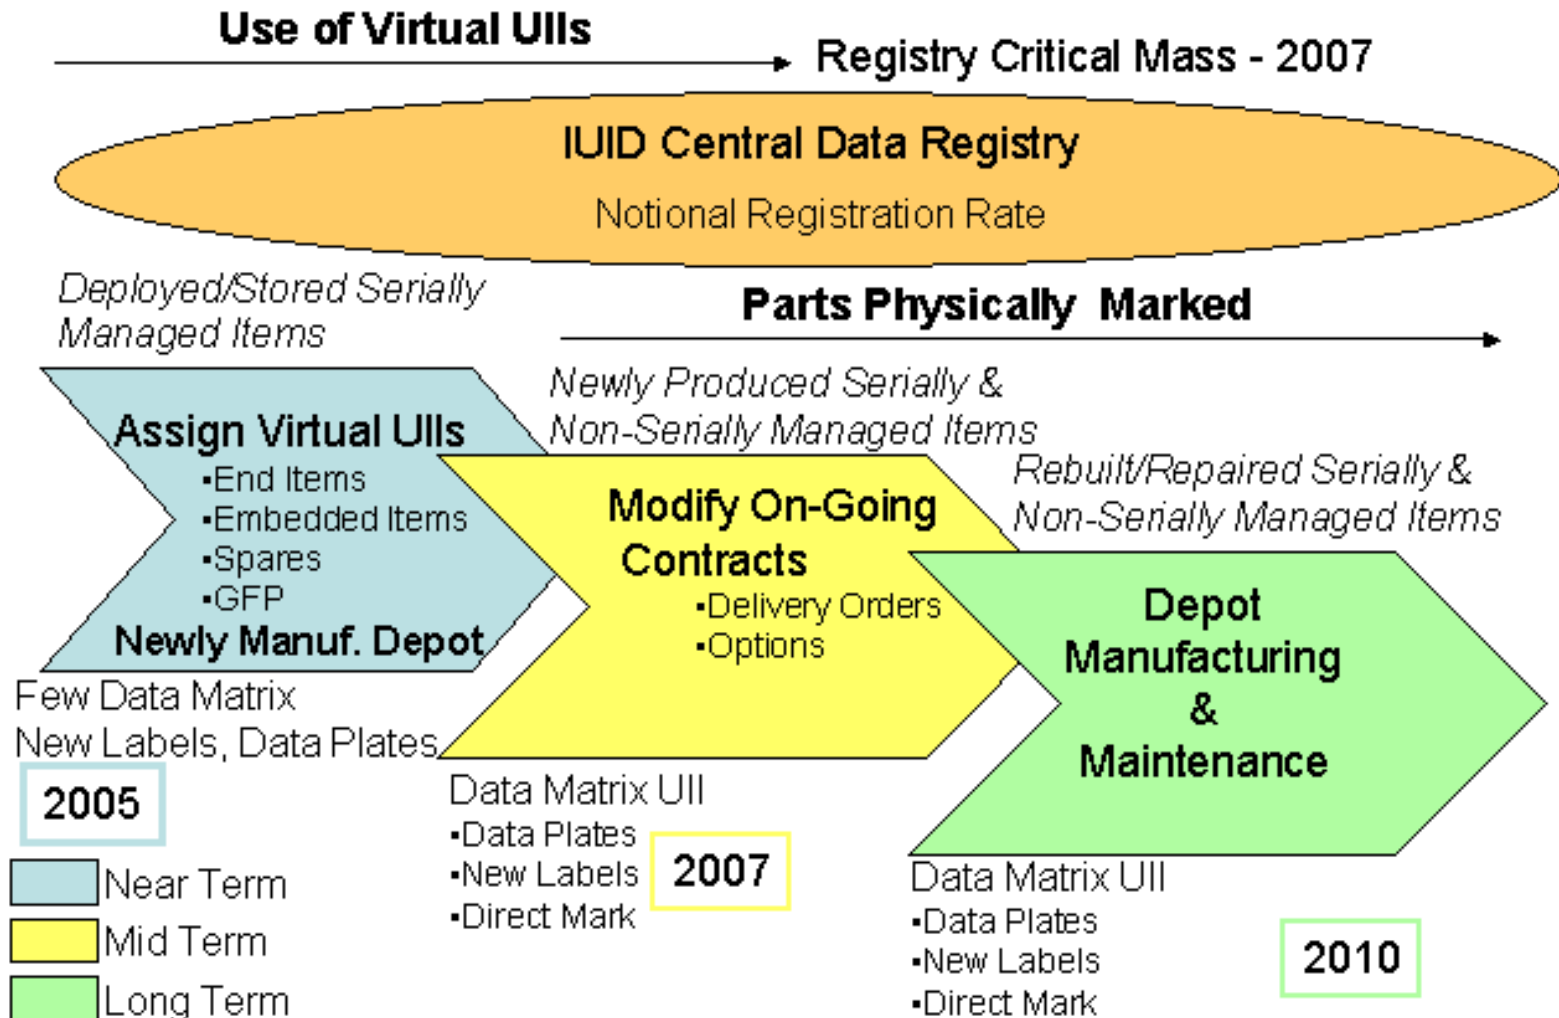 Use of Virtual UIIs
Registry Critical Mass - 2007
IUID Central Data Registry
Notional Registration Rate
Deployed/Stored Serially
Managed Items
Parts Physically Marked
Newly Produced Serially &
Non-Serially Managed Items
Rebuilt/Repaired Serially &
Non-Serially Managed Items
Assign Virtual UIIs
▪End Items
▪Embedded Items
▪Spares
▪GFP
Newly Manuf. Depot
Modify On-Going
Contracts
▪Delivery Orders
▪Options
Depot
Manufacturing
&
Maintenance
Few Data Matrix
New Labels, Data Plates
2005
Data Matrix UII
▪Data Plates
▪New Labels
▪Direct Mark
2007
Data Matrix UII
▪Data Plates
▪New Labels
▪Direct Mark
2010
Near Term
Mid Term
Long Term